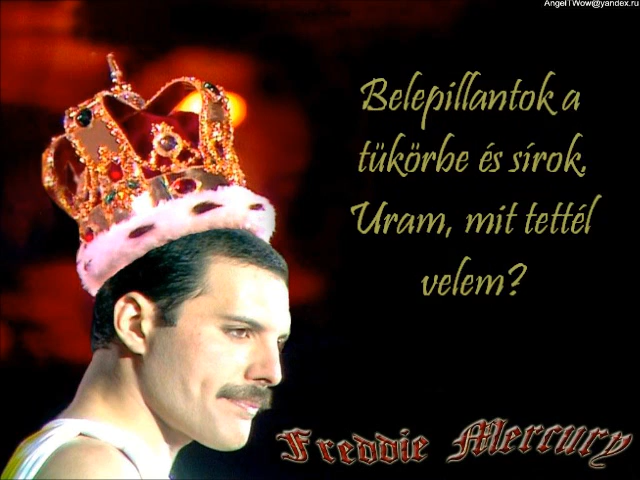 AngelTWow@yandex.ru
Belepillantok a
tükörbe és sírok.
Uram, mit tettél
velem?
Freddie Mercury